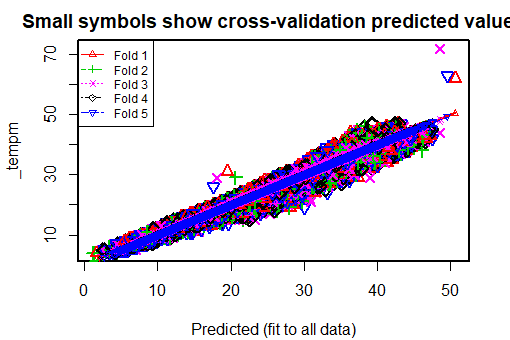 Small symbols show cross-validation predicted value
Fold 1
Fold 2
Fold 3
Fold 4
Fold 5
_tempm
70
50
30
10
0 10 20 30 40 50
Predicted (fit to all data)